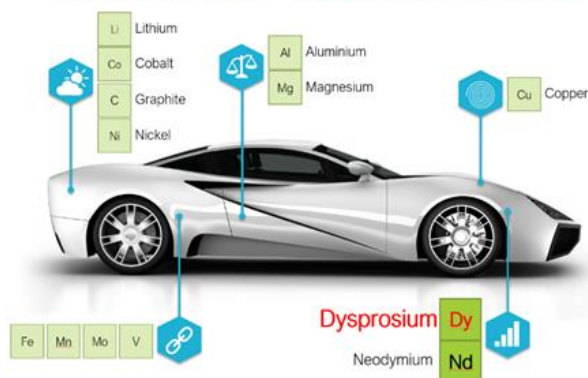 Li Lithium
Co Cobalt
C Graphite
Ni Nickel
Al Aluminium
Mg Magnesium
Cu Copper
Fe Mn Mo V
Dysprosium Dy
Neodymium Nd